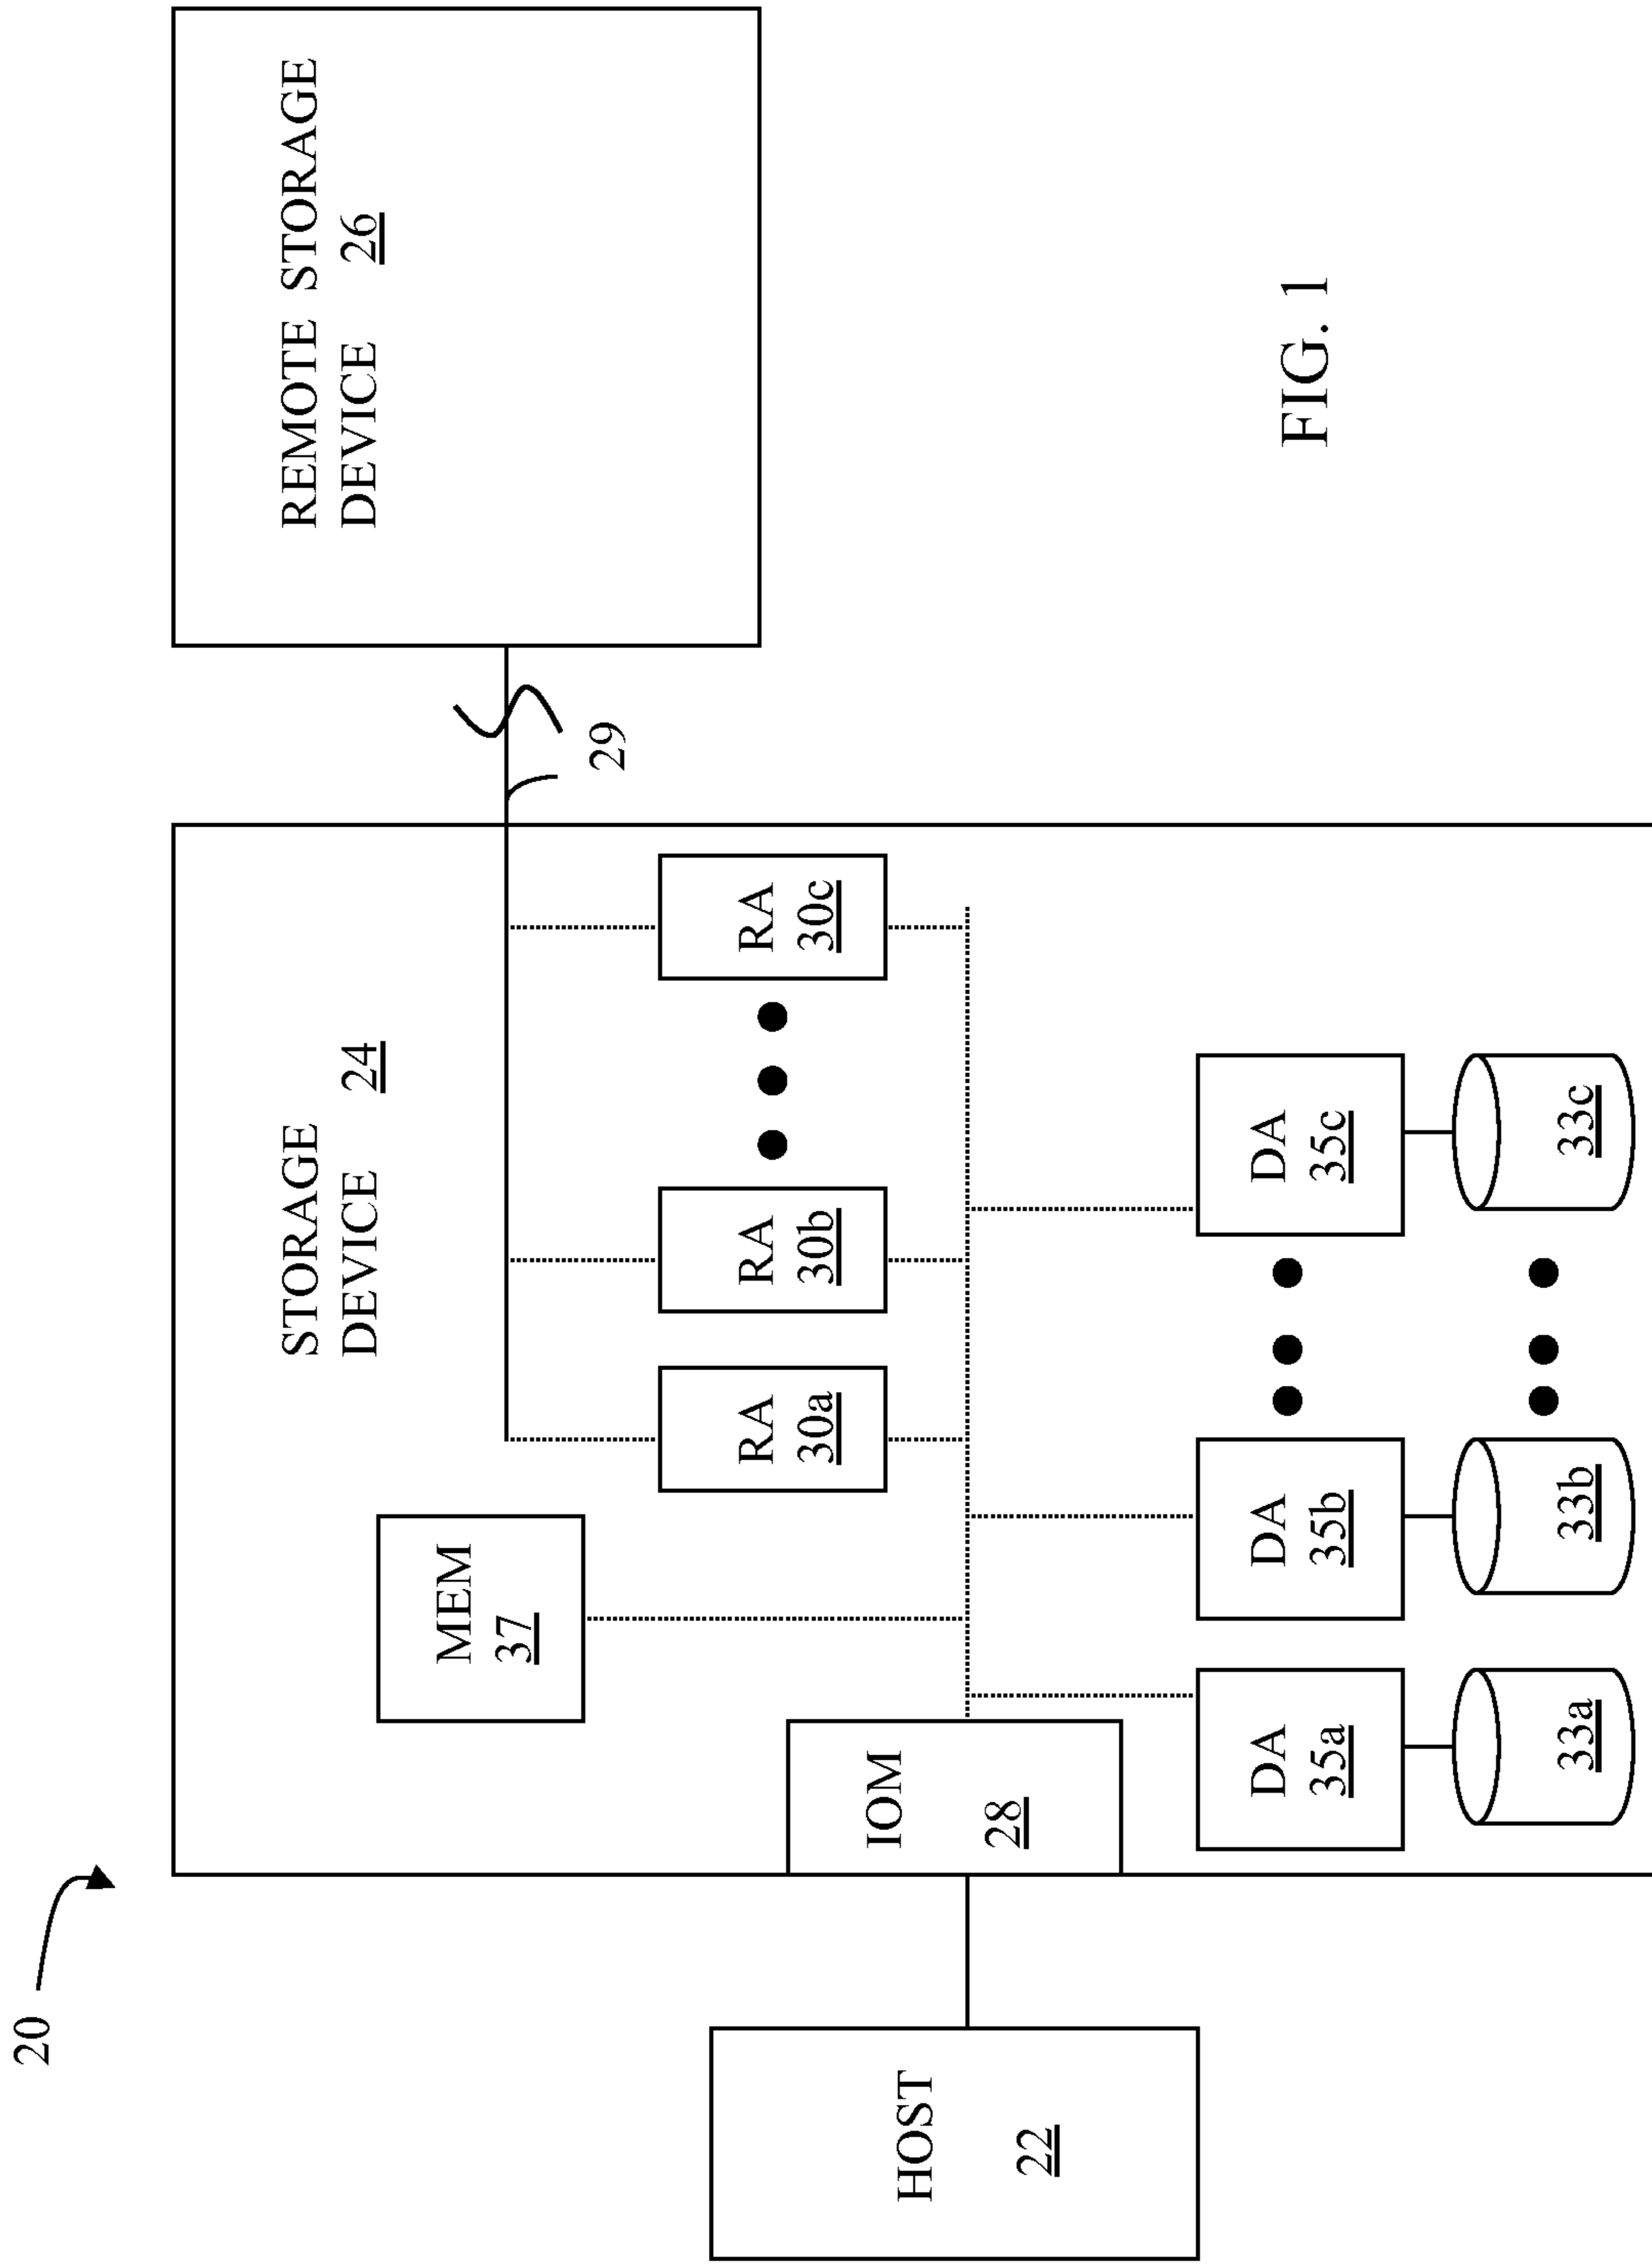 20
STORAGE
DEVICE 24
REMOTE STORAGE
DEVICE 26
MEM
37
29
RA
30a
RA
30b
RA
30c
HOST
22
IOM
28
DA
35a
DA
35b
DA
35c
33a
33b
33c
FIG. 1